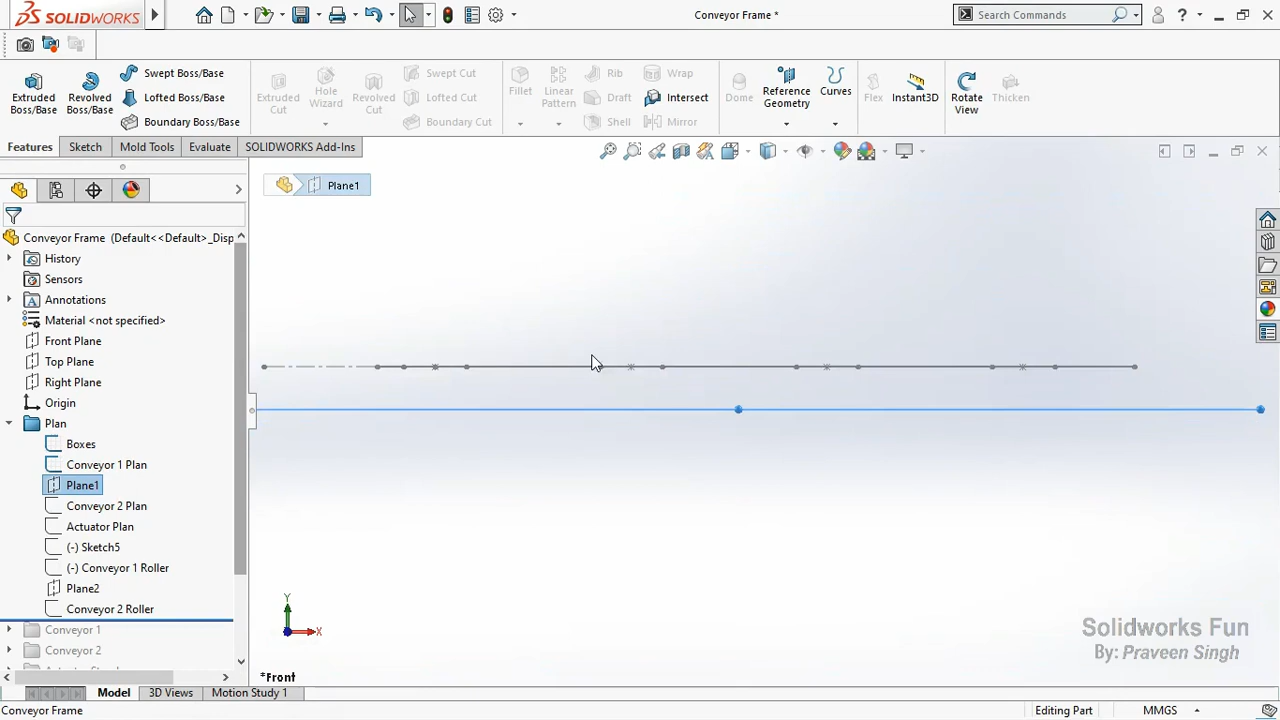 SOLIDWORKS
Conveyor Frame *
Search Commands
?
Extruded Boss/Base
Revolved Boss/Base
Swept Boss/Base
Lofted Boss/Base
Boundary Boss/Base
Extruded Cut
Hole Wizard
Revolved Cut
Swept Cut
Lofted Cut
Boundary Cut
Fillet
Linear Pattern
Rib
Draft
Shell
Wrap
Intersect
Mirror
Dome
Reference Geometry
Curves
Flex
Instant3D
Rotate View
Thicken
Features
Sketch
Mold Tools
Evaluate
SOLIDWORKS Add-Ins
Plane1
Conveyor Frame (Default<<Default>_Disp
History
Sensors
Annotations
Material <not specified>
Front Plane
Top Plane
Right Plane
Origin
Plan
Boxes
Conveyor 1 Plan
Plane1
Conveyor 2 Plan
Actuator Plan
(-) Sketch5
(-) Conveyor 1 Roller
Plane2
Conveyor 2 Roller
Conveyor 1
Conveyor 2
Y
X
*Front
Solidworks Fun
By: Praveen Singh
Model
3D Views
Motion Study 1
Conveyor Frame
Editing Part
MMGS